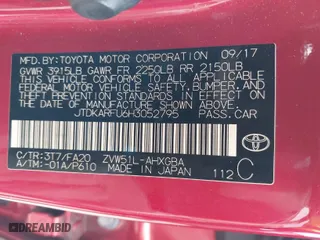 MFD. BY: TOYOTA MOTOR CORPORATION 09/17
GVWR 3915LB GAWR FR 2250LB RR 2150LB
THIS VEHICLE CONFORMS TO ALL APPLICABLE
FEDERAL MOTOR VEHICLE SAFETY, BUMPER, AND
THEFT PREVENTION STANDARDS IN EFFECT ON
THE DATE OF MANUFACTURE SHOWN ABOVE.
JTDKARFU6H3052795 PASS. CAR
C/TR: 3T7/FA20 ZVW51L-AHXGBA
A/TM: -01A/P610 MADE IN JAPAN
112 C
TOYOTA